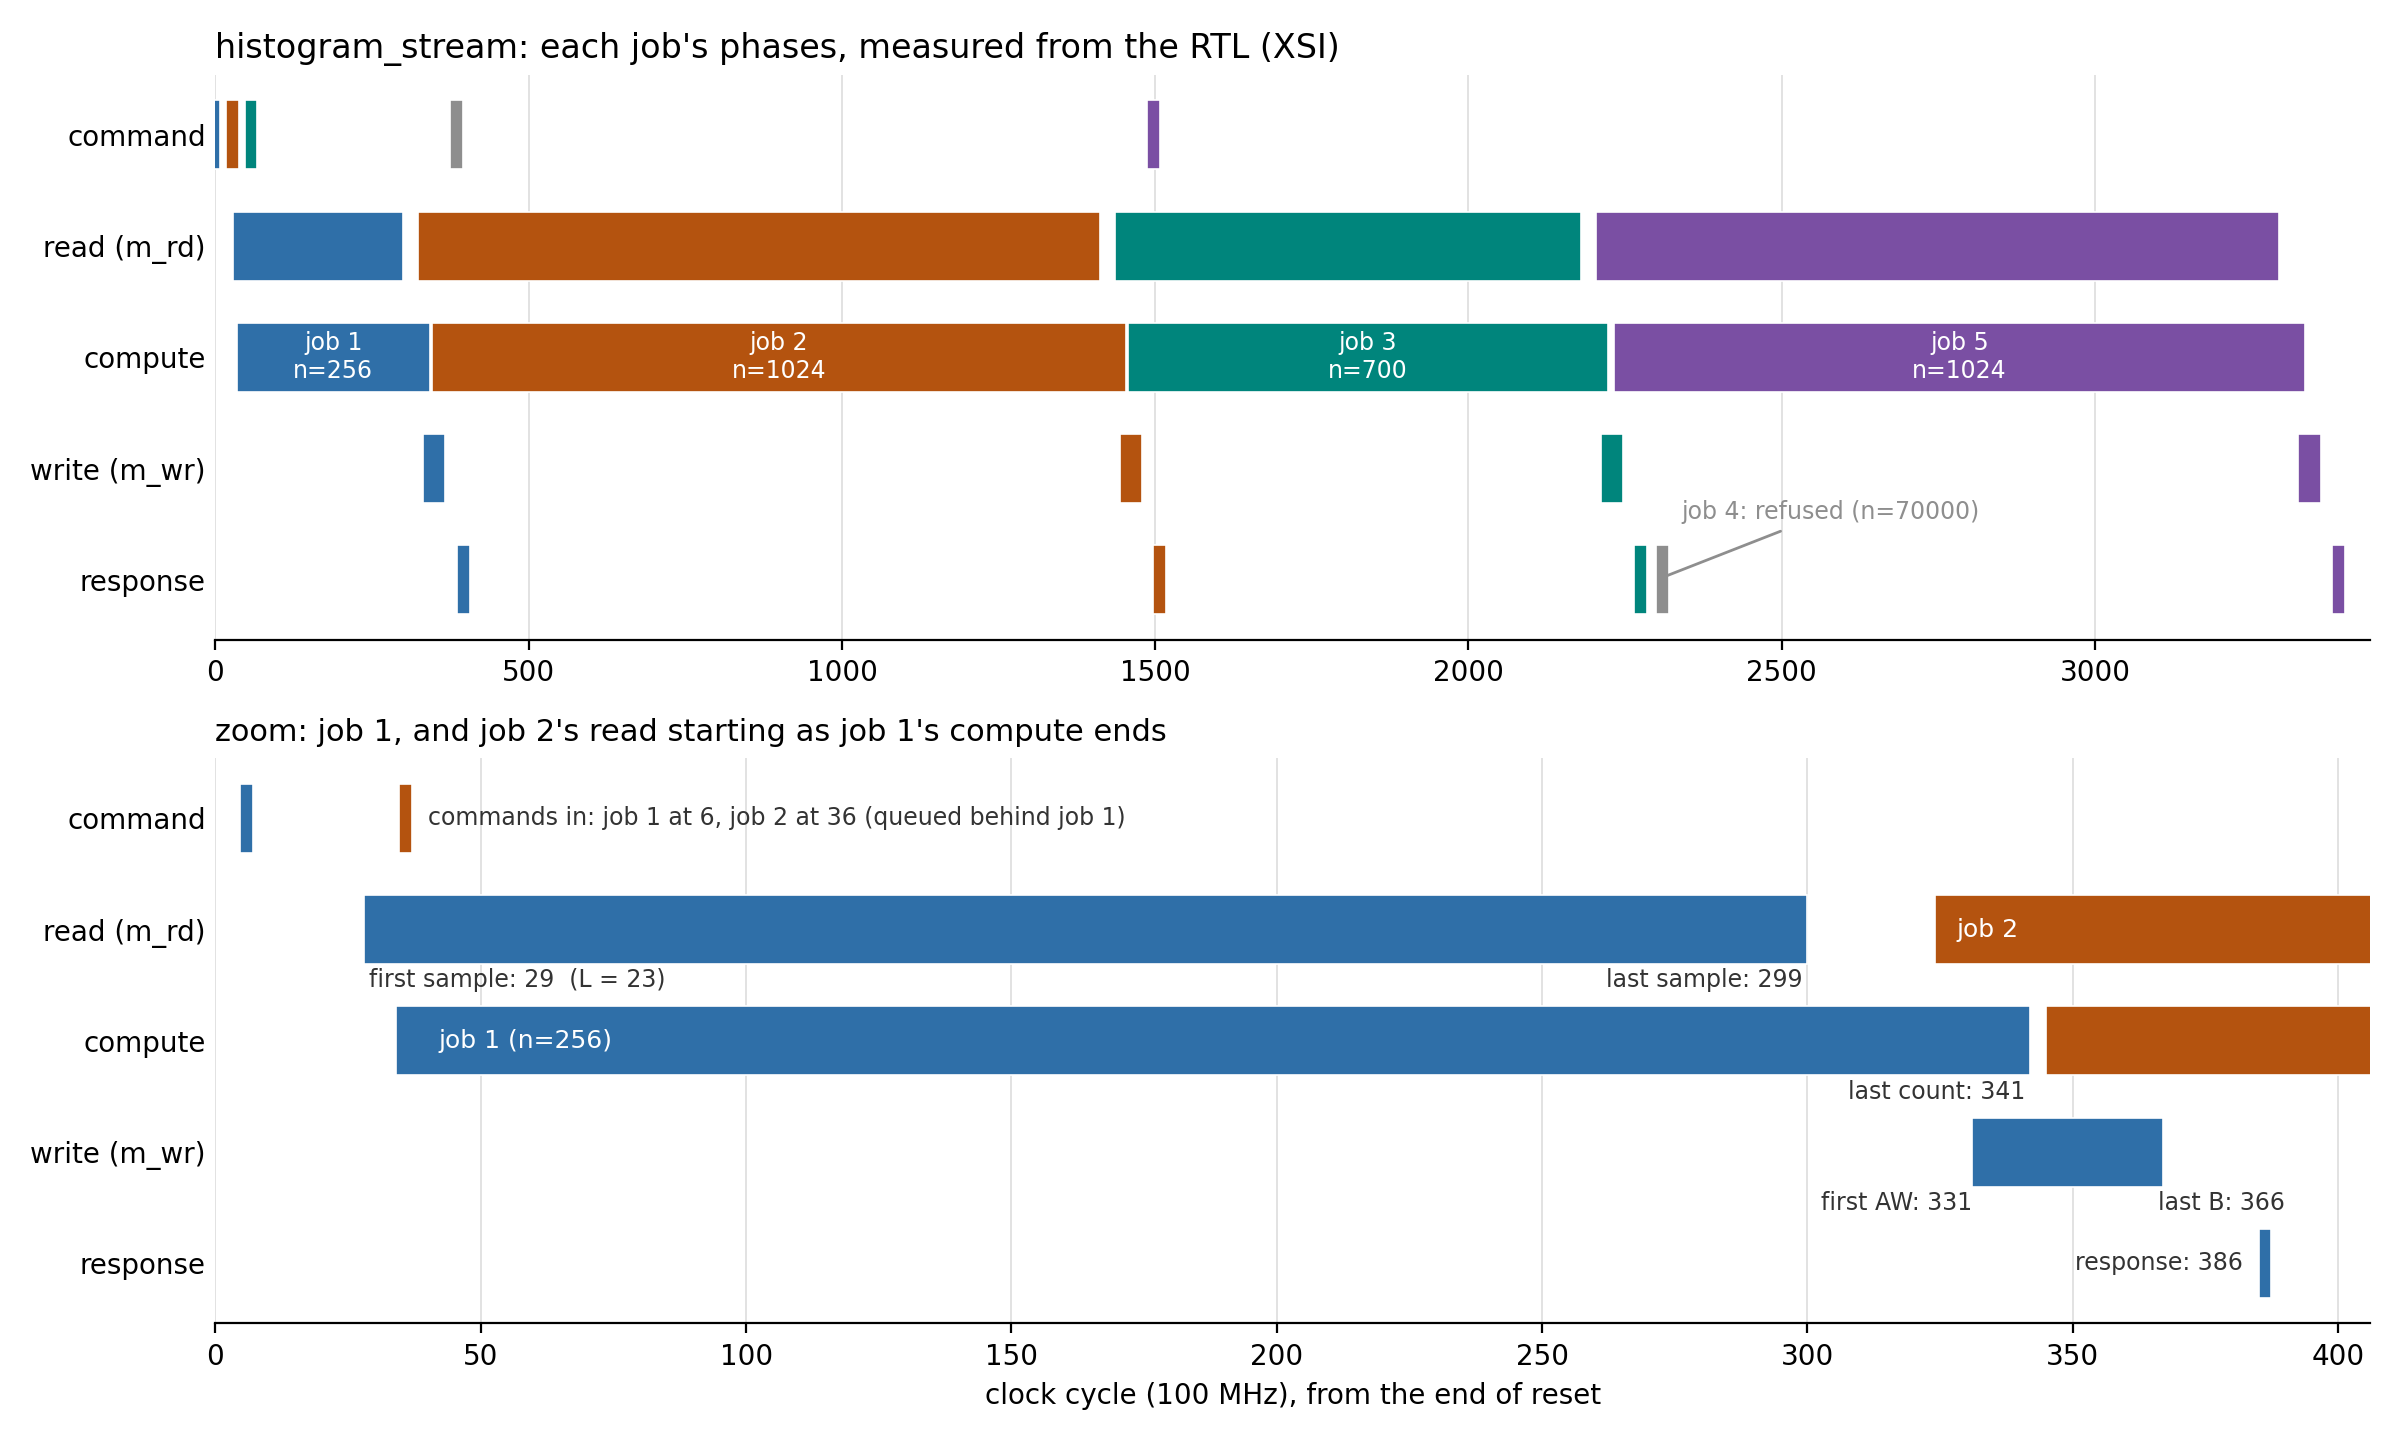 histogram_stream: each job's phases, measured from the RTL (XSI)
command
read (m_rd)
compute
job 1
n=256
job 2
n=1024
job 3
n=700
job 5
n=1024
write (m_wr)
job 4: refused (n=70000)
response
0 500 1000 1500 2000 2500 3000
zoom: job 1, and job 2's read starting as job 1's compute ends
command
commands in: job 1 at 6, job 2 at 36 (queued behind job 1)
read (m_rd)
job 2
first sample: 29 (L = 23)
last sample: 299
compute
job 1 (n=256)
last count: 341
write (m_wr)
first AW: 331
last B: 366
response
response: 386
0 50 100 150 200 250 300 350 400
clock cycle (100 MHz), from the end of reset